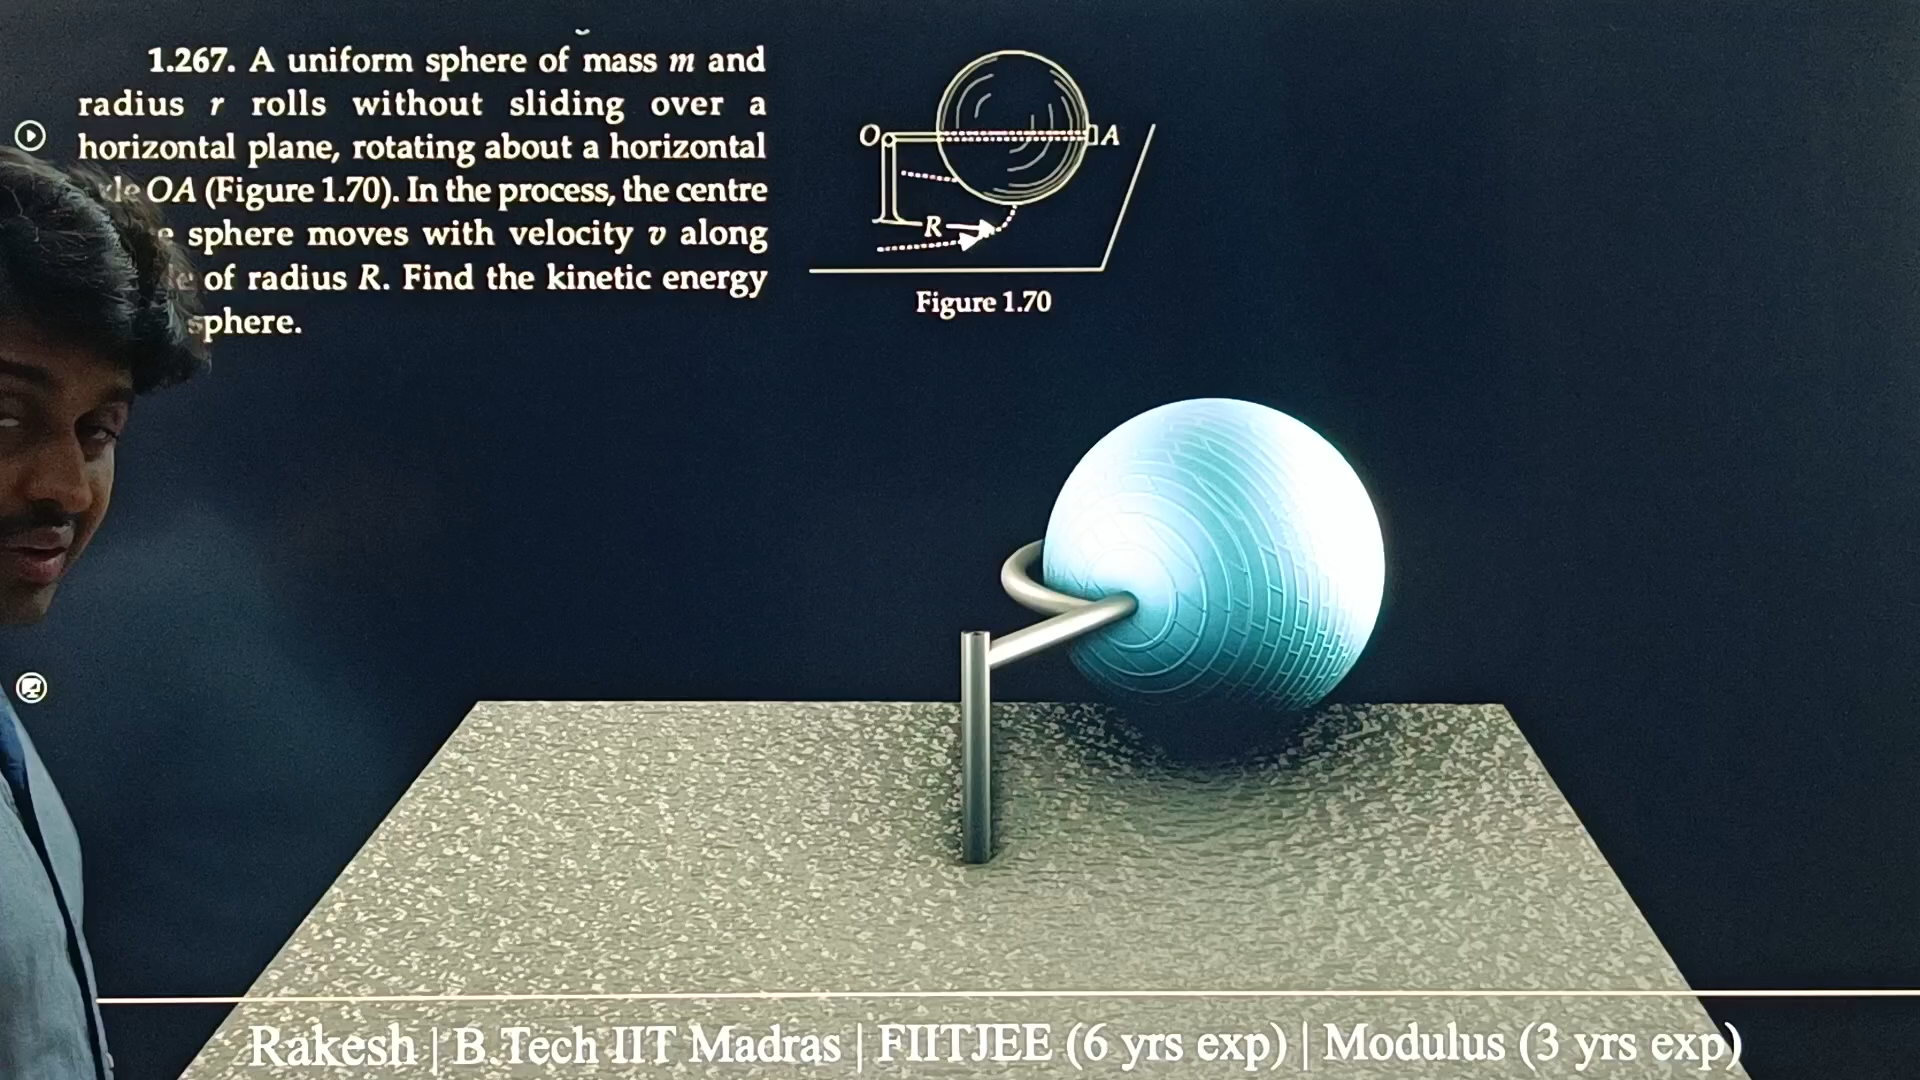 1.267. A uniform sphere of mass m and
radius r rolls without sliding over a
horizontal plane, rotating about a horizontal
OA (Figure 1.70). In the process, the centre
sphere moves with velocity v along
of radius R. Find the kinetic energy
sphere.
O
A
R
Figure 1.70
Rakesh | B.Tech IIT Madras | FIITJEE (6 yrs exp) | Modulus (3 yrs exp)